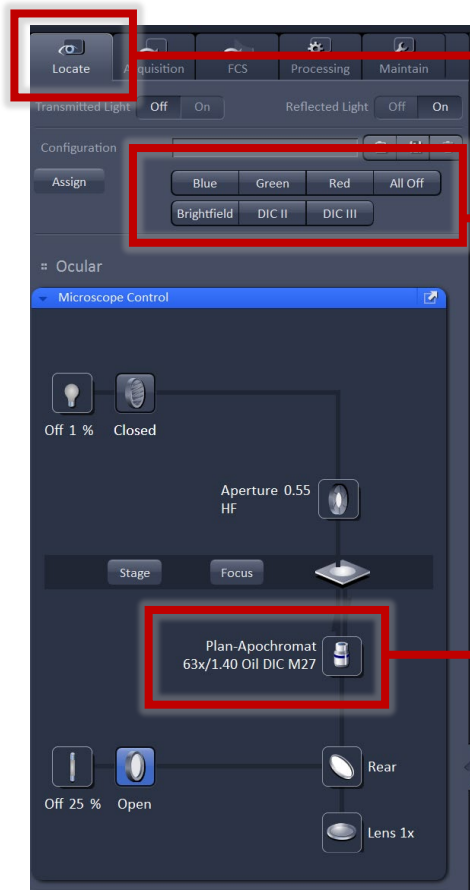 Locate Acquisition FCS Processing Maintain
Transmitted Light Off On Reflected Light Off On
Configuration
Assign Blue Green Red All Off
Brightfield DIC II DIC III
Ocular
Microscope Control
Off 1 % Closed
Aperture 0.55
HF
Stage Focus
Plan-Apochromat
63x/1.40 Oil DIC M27
Rear
Off 25 % Open
Lens 1x